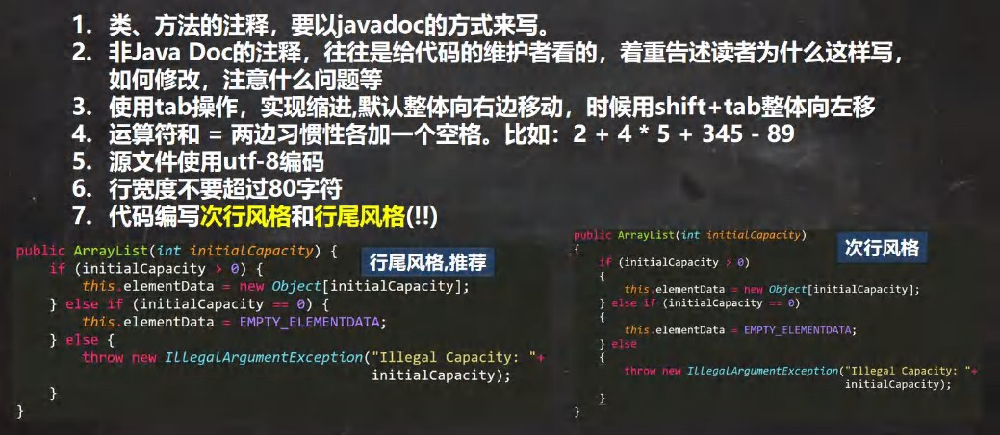 1. 类、方法的注释，要以javadoc的方式来写。
2. 非Java Doc的注释，往往是给代码的维护者看的，着重告述读者为什么这样写，
如何修改，注意什么问题等
3. 使用tab操作，实现缩进,默认整体向右边移动，时候用shift+tab整体向左移
4. 运算符和 = 两边习惯性各加一个空格。比如：2 + 4 * 5 + 345 - 89
5. 源文件使用utf-8编码
6. 行宽度不要超过80字符
7. 代码编写次行风格和行尾风格(!!)
public ArrayList(int initialCapacity) {
if (initialCapacity > 0) {
this.elementData = new Object[initialCapacity];
} else if (initialCapacity == 0) {
this.elementData = EMPTY_ELEMENTDATA;
} else {
throw new IllegalArgumentException("Illegal Capacity: "+
initialCapacity);
}
}
行尾风格,推荐
public ArrayList(int initialCapacity)
{
if (initialCapacity > 0)
{
this.elementData = new Object[initialCapacity];
} else if (initialCapacity == 0)
{
this.elementData = EMPTY_ELEMENTDATA;
} else
{
throw new IllegalArgumentException("Illegal Capacity: "+
initialCapacity);
}
}
次行风格